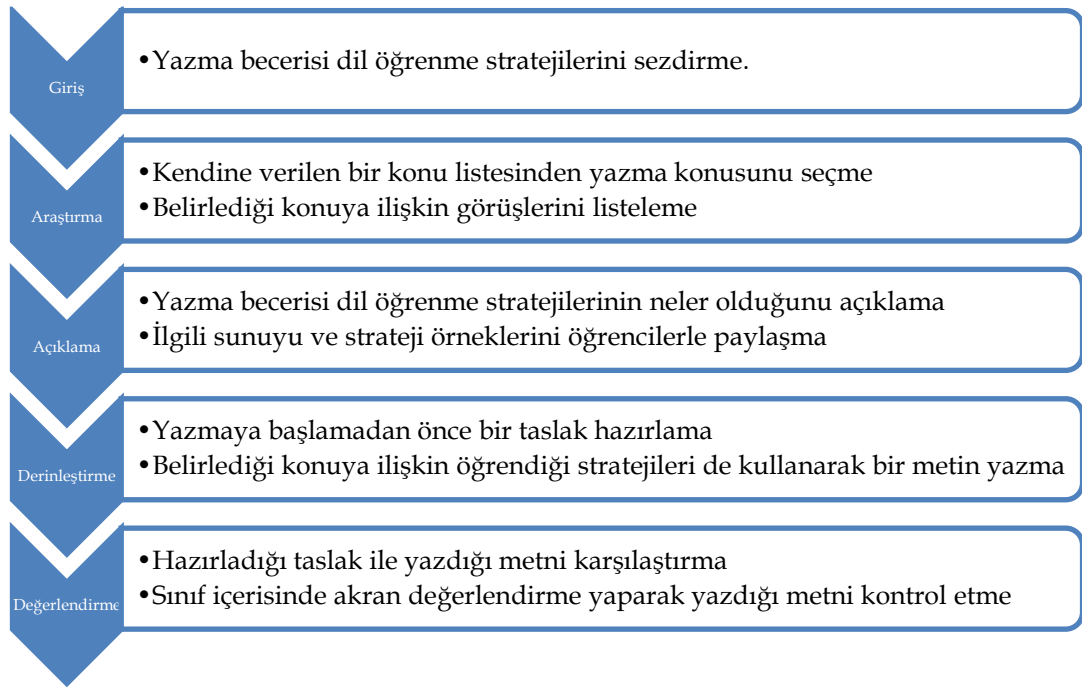 Giriş
•Yazma becerisi dil öğrenme stratejilerini sezdirme.
Araştırma
•Kendine verilen bir konu listesinden yazma konusunu seçme
•Belirlediği konuya ilişkin görüşlerini listeleme
Açıklama
•Yazma becerisi dil öğrenme stratejilerinin neler olduğunu açıklama
•İlgili sunuyu ve strateji örneklerini öğrencilerle paylaşma
Derinleştirme
•Yazmaya başlamadan önce bir taslak hazırlama
•Belirlediği konuya ilişkin öğrendiği stratejileri de kullanarak bir metin yazma
Değerlendirme
•Hazırladığı taslak ile yazdığı metni karşılaştırma
•Sınıf içerisinde akran değerlendirme yaparak yazdığı metni kontrol etme